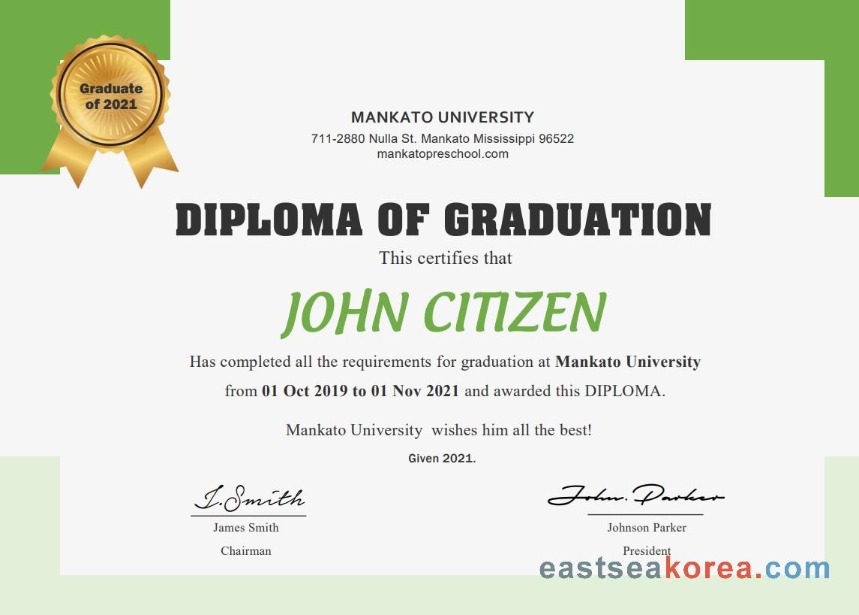 Graduate
of 2021
MANKATO UNIVERSITY
711-2880 Nulla St. Mankato Mississippi 96522
mankatopreschool.com
DIPLOMA OF GRADUATION
This certifies that
JOHN CITIZEN
Has completed all the requirements for graduation at Mankato University
from 01 Oct 2019 to 01 Nov 2021 and awarded this DIPLOMA.
Mankato University wishes him all the best!
Given 2021.
J.Smith
John. Parker
James Smith
Johnson Parker
Chairman
President
eastseakorea.com